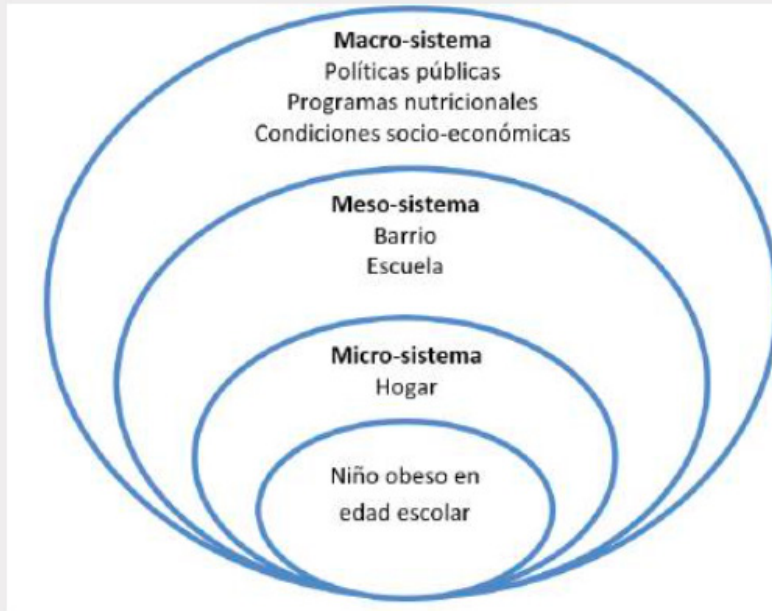 Macro-sistema
Políticas públicas
Programas nutricionales
Condiciones socio-económicas
Meso-sistema
Barrio
Escuela
Micro-sistema
Hogar
Niño obeso en
edad escolar